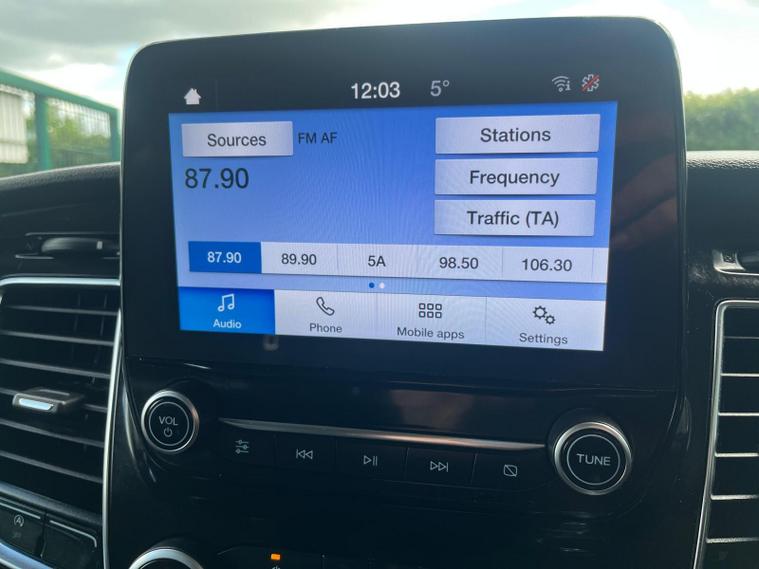 12:03 5°
Sources FM AF Stations
87.90 Frequency
Traffic (TA)
87.90 89.90 5A 98.50 106.30
Audio Phone Mobile apps Settings
VOL
TUNE